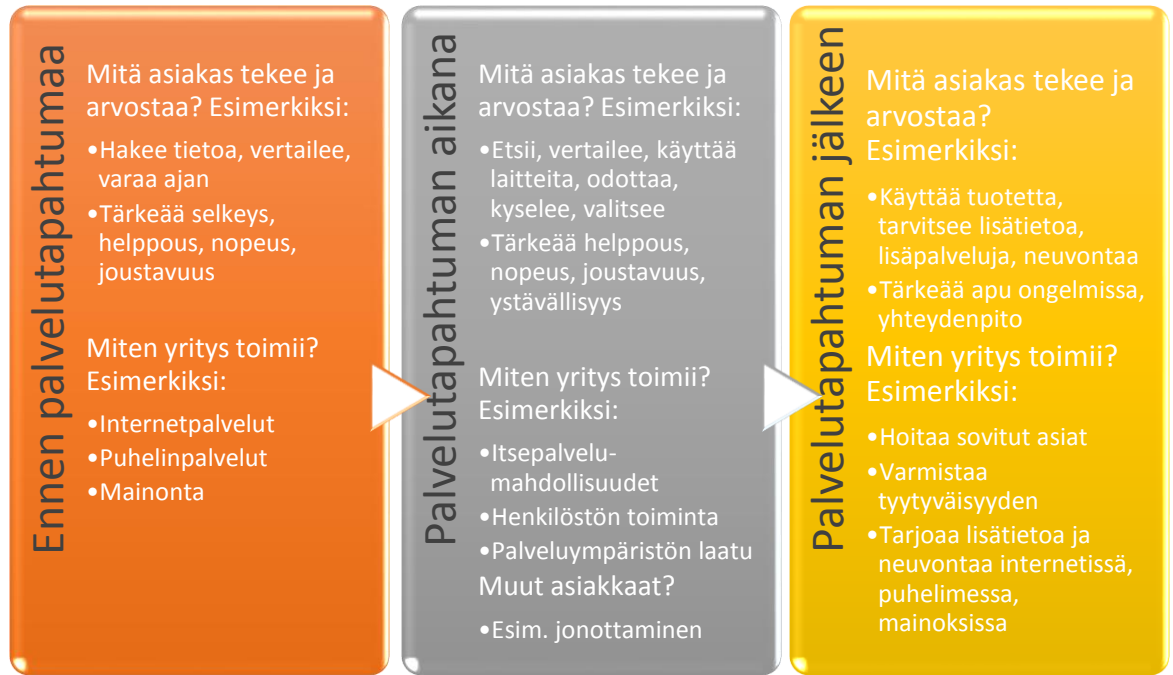 Ennen palvelutapahtumaa
Mitä asiakas tekee ja
arvostaa? Esimerkiksi:
•Hakee tietoa, vertailee,
varaa ajan
•Tärkeää selkeys,
helppous, nopeus,
joustavuus
Miten yritys toimii?
Esimerkiksi:
•Internetpalvelut
•Puhelinpalvelut
•Mainonta
Palvelutapahtuman aikana
Mitä asiakas tekee ja
arvostaa? Esimerkiksi:
•Etsii, vertailee, käyttää
laitteita, odottaa,
kyselee, valitsee
•Tärkeää helppous,
nopeus, joustavuus,
ystävällisyys
Miten yritys toimii?
Esimerkiksi:
•Itsepalvelu-
mahdollisuudet
•Henkilöstön toiminta
•Palveluympäristön laatu
Muut asiakkaat?
•Esim. jonottaminen
Palvelutapahtuman jälkeen
Mitä asiakas tekee ja
arvostaa?
Esimerkiksi:
•Käyttää tuotetta,
tarvitsee lisätietoa,
lisäpalveluja, neuvontaa
•Tärkeää apu ongelmissa,
yhteydenpito
Miten yritys toimii?
Esimerkiksi:
•Hoitaa sovitut asiat
•Varmistaa
tyytyväisyyden
•Tarjoaa lisätietoa ja
neuvontaa internetissä,
puhelimessa,
mainoksissa